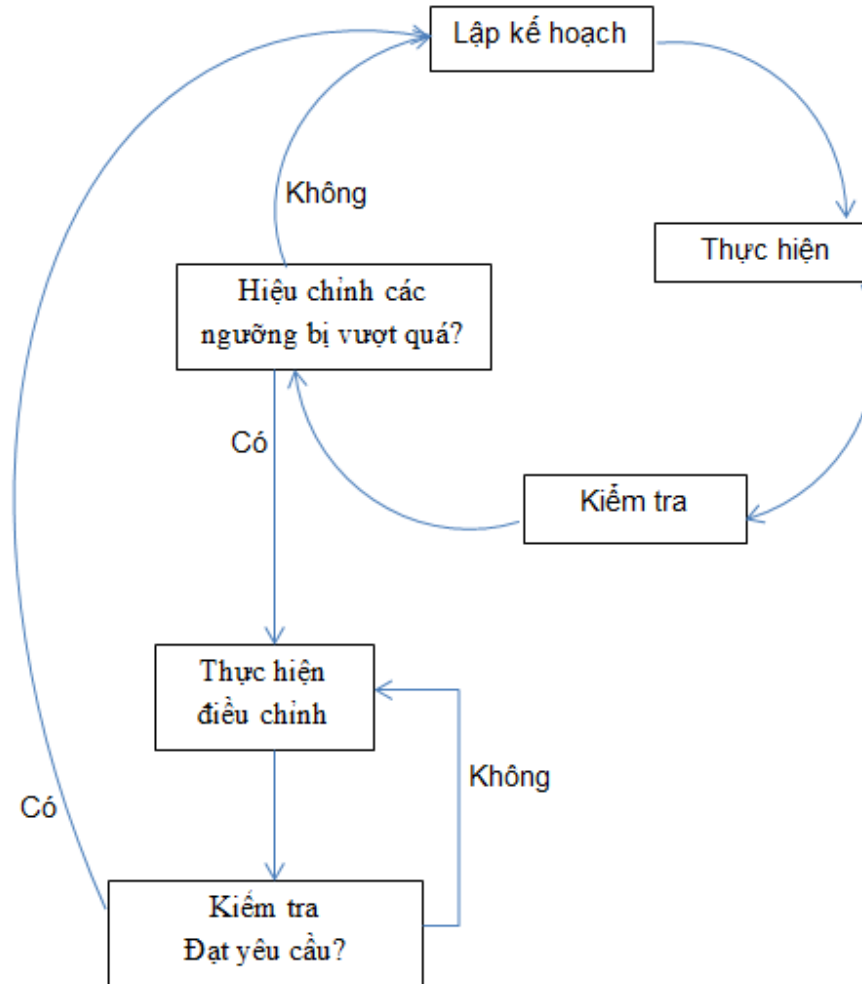 Lập kế hoạch
Không
Thực hiện
Hiệu chỉnh các
ngưỡng bị vượt quá?
Có
Kiểm tra
Thực hiện
điều chỉnh
Không
Có
Kiểm tra
Đạt yêu cầu?